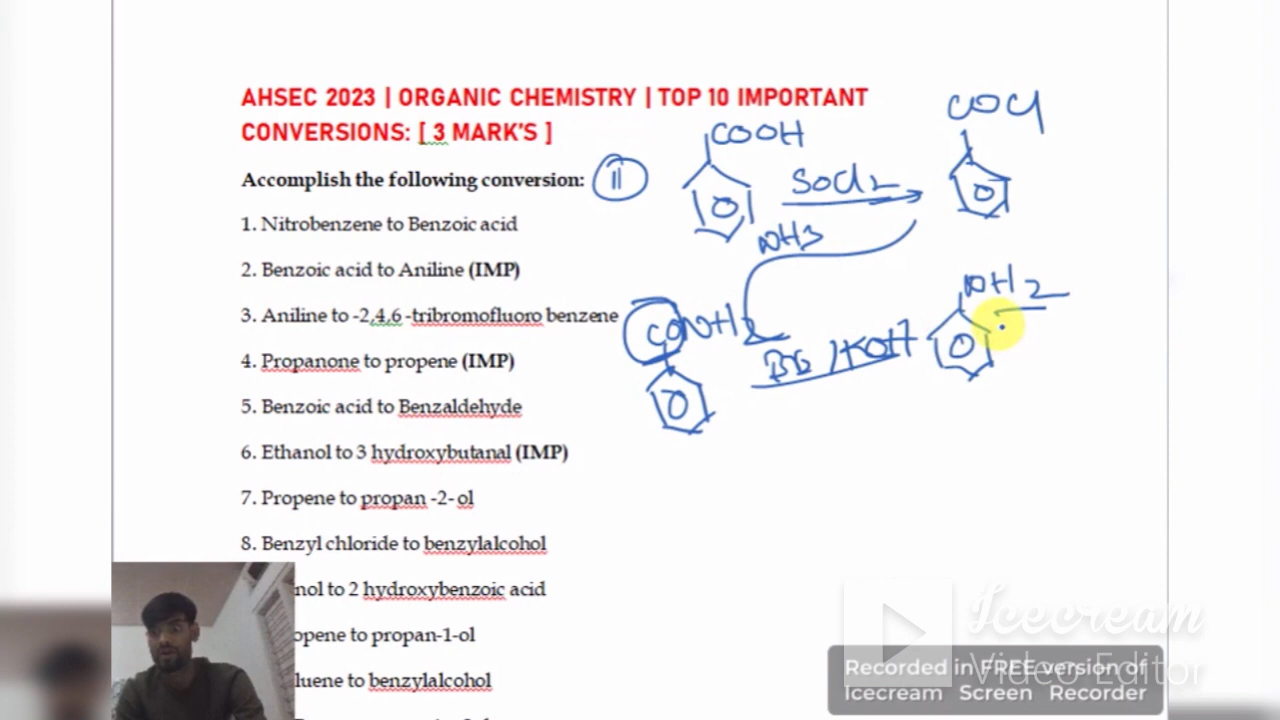 AHSEC 2023 | ORGANIC CHEMISTRY | TOP 10 IMPORTANT
CONVERSIONS: [ 3 MARK'S ]
Accomplish the following conversion:
1. Nitrobenzene to Benzoic acid
2. Benzoic acid to Aniline (IMP)
3. Aniline to -2,4,6 -tribromofluoro benzene
4. Propanone to propene (IMP)
5. Benzoic acid to Benzaldehyde
6. Ethanol to 3 hydroxybutanal (IMP)
7. Propene to propan -2- ol
8. Benzyl chloride to benzylalcohol
nol to 2 hydroxybenzoic acid
opene to propan-1-ol
luene to benzylalcohol
11
COOH
SOCl2
COCl
NH3
CONH2
Br2/KOH
NH2
Icecream
Video Editor
Recorded in FREE version of
Icecream Screen Recorder